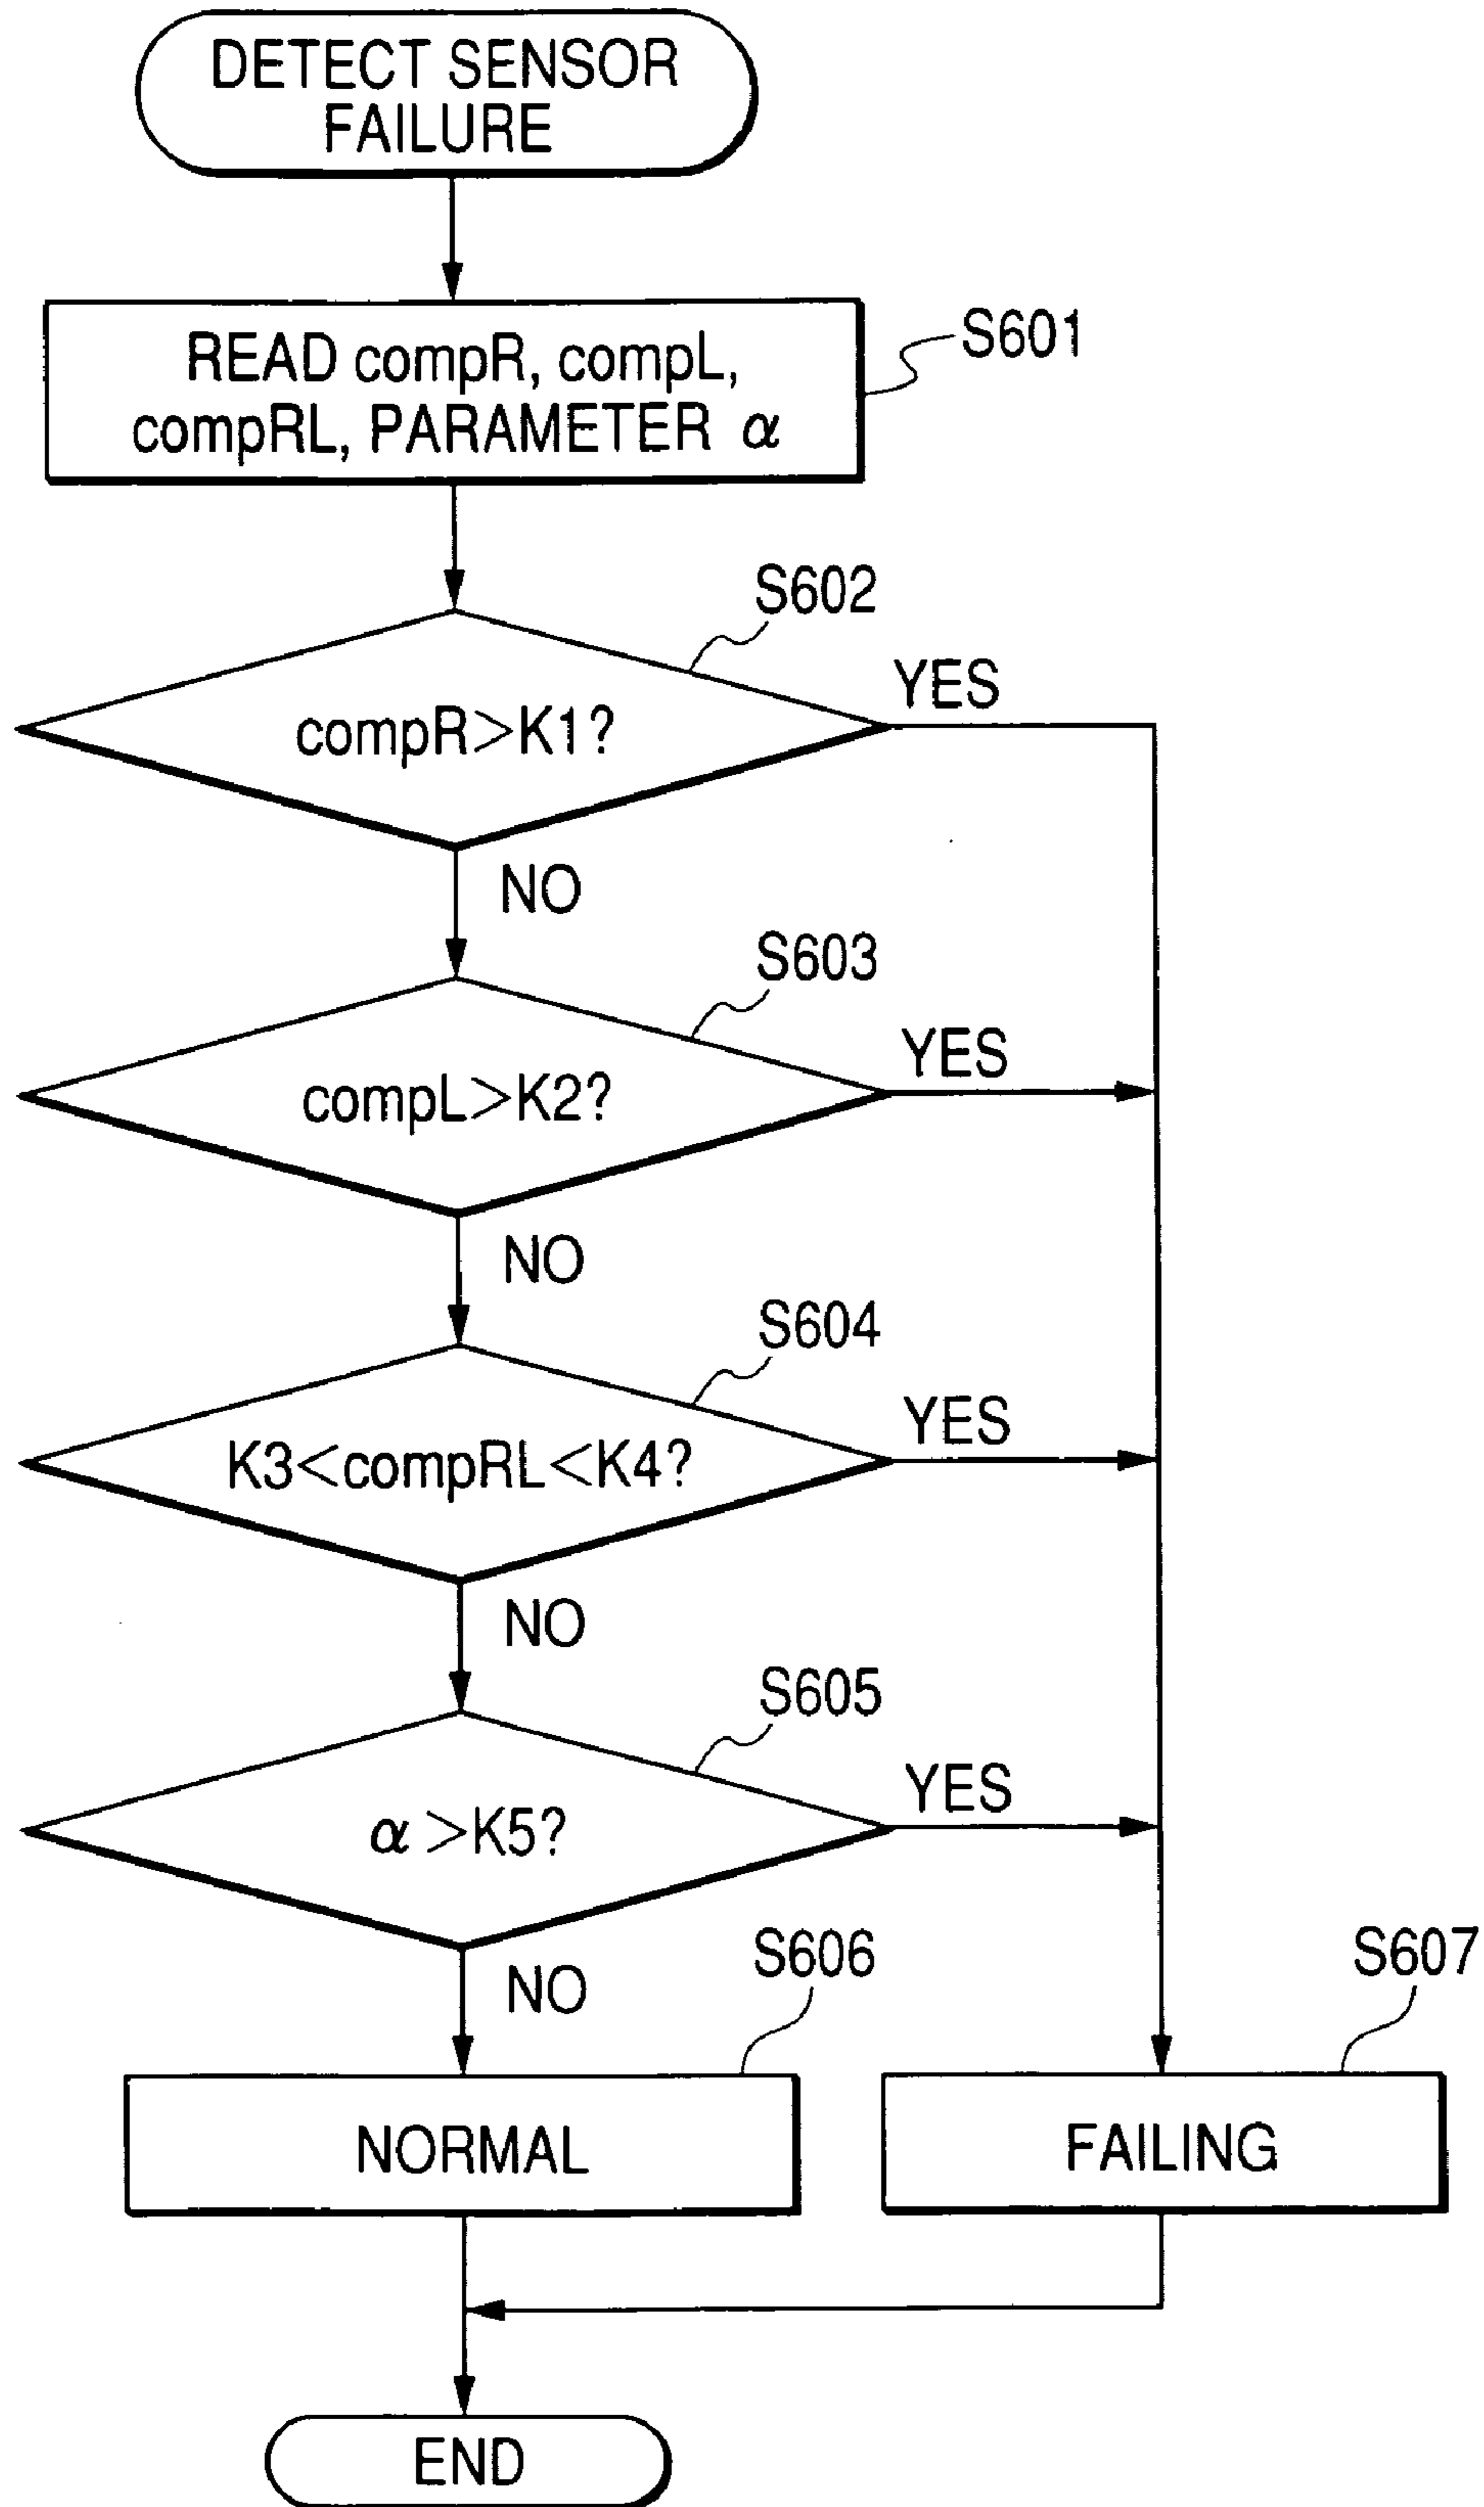 DETECT SENSOR
FAILURE
READ compR, compL,
compRL, PARAMETER α
S601
S602
compR>K1?
YES
NO
S603
compL>K2?
YES
NO
S604
K3<compRL<K4?
YES
NO
S605
α >K5?
YES
NO
S606
S607
NORMAL
FAILING
END